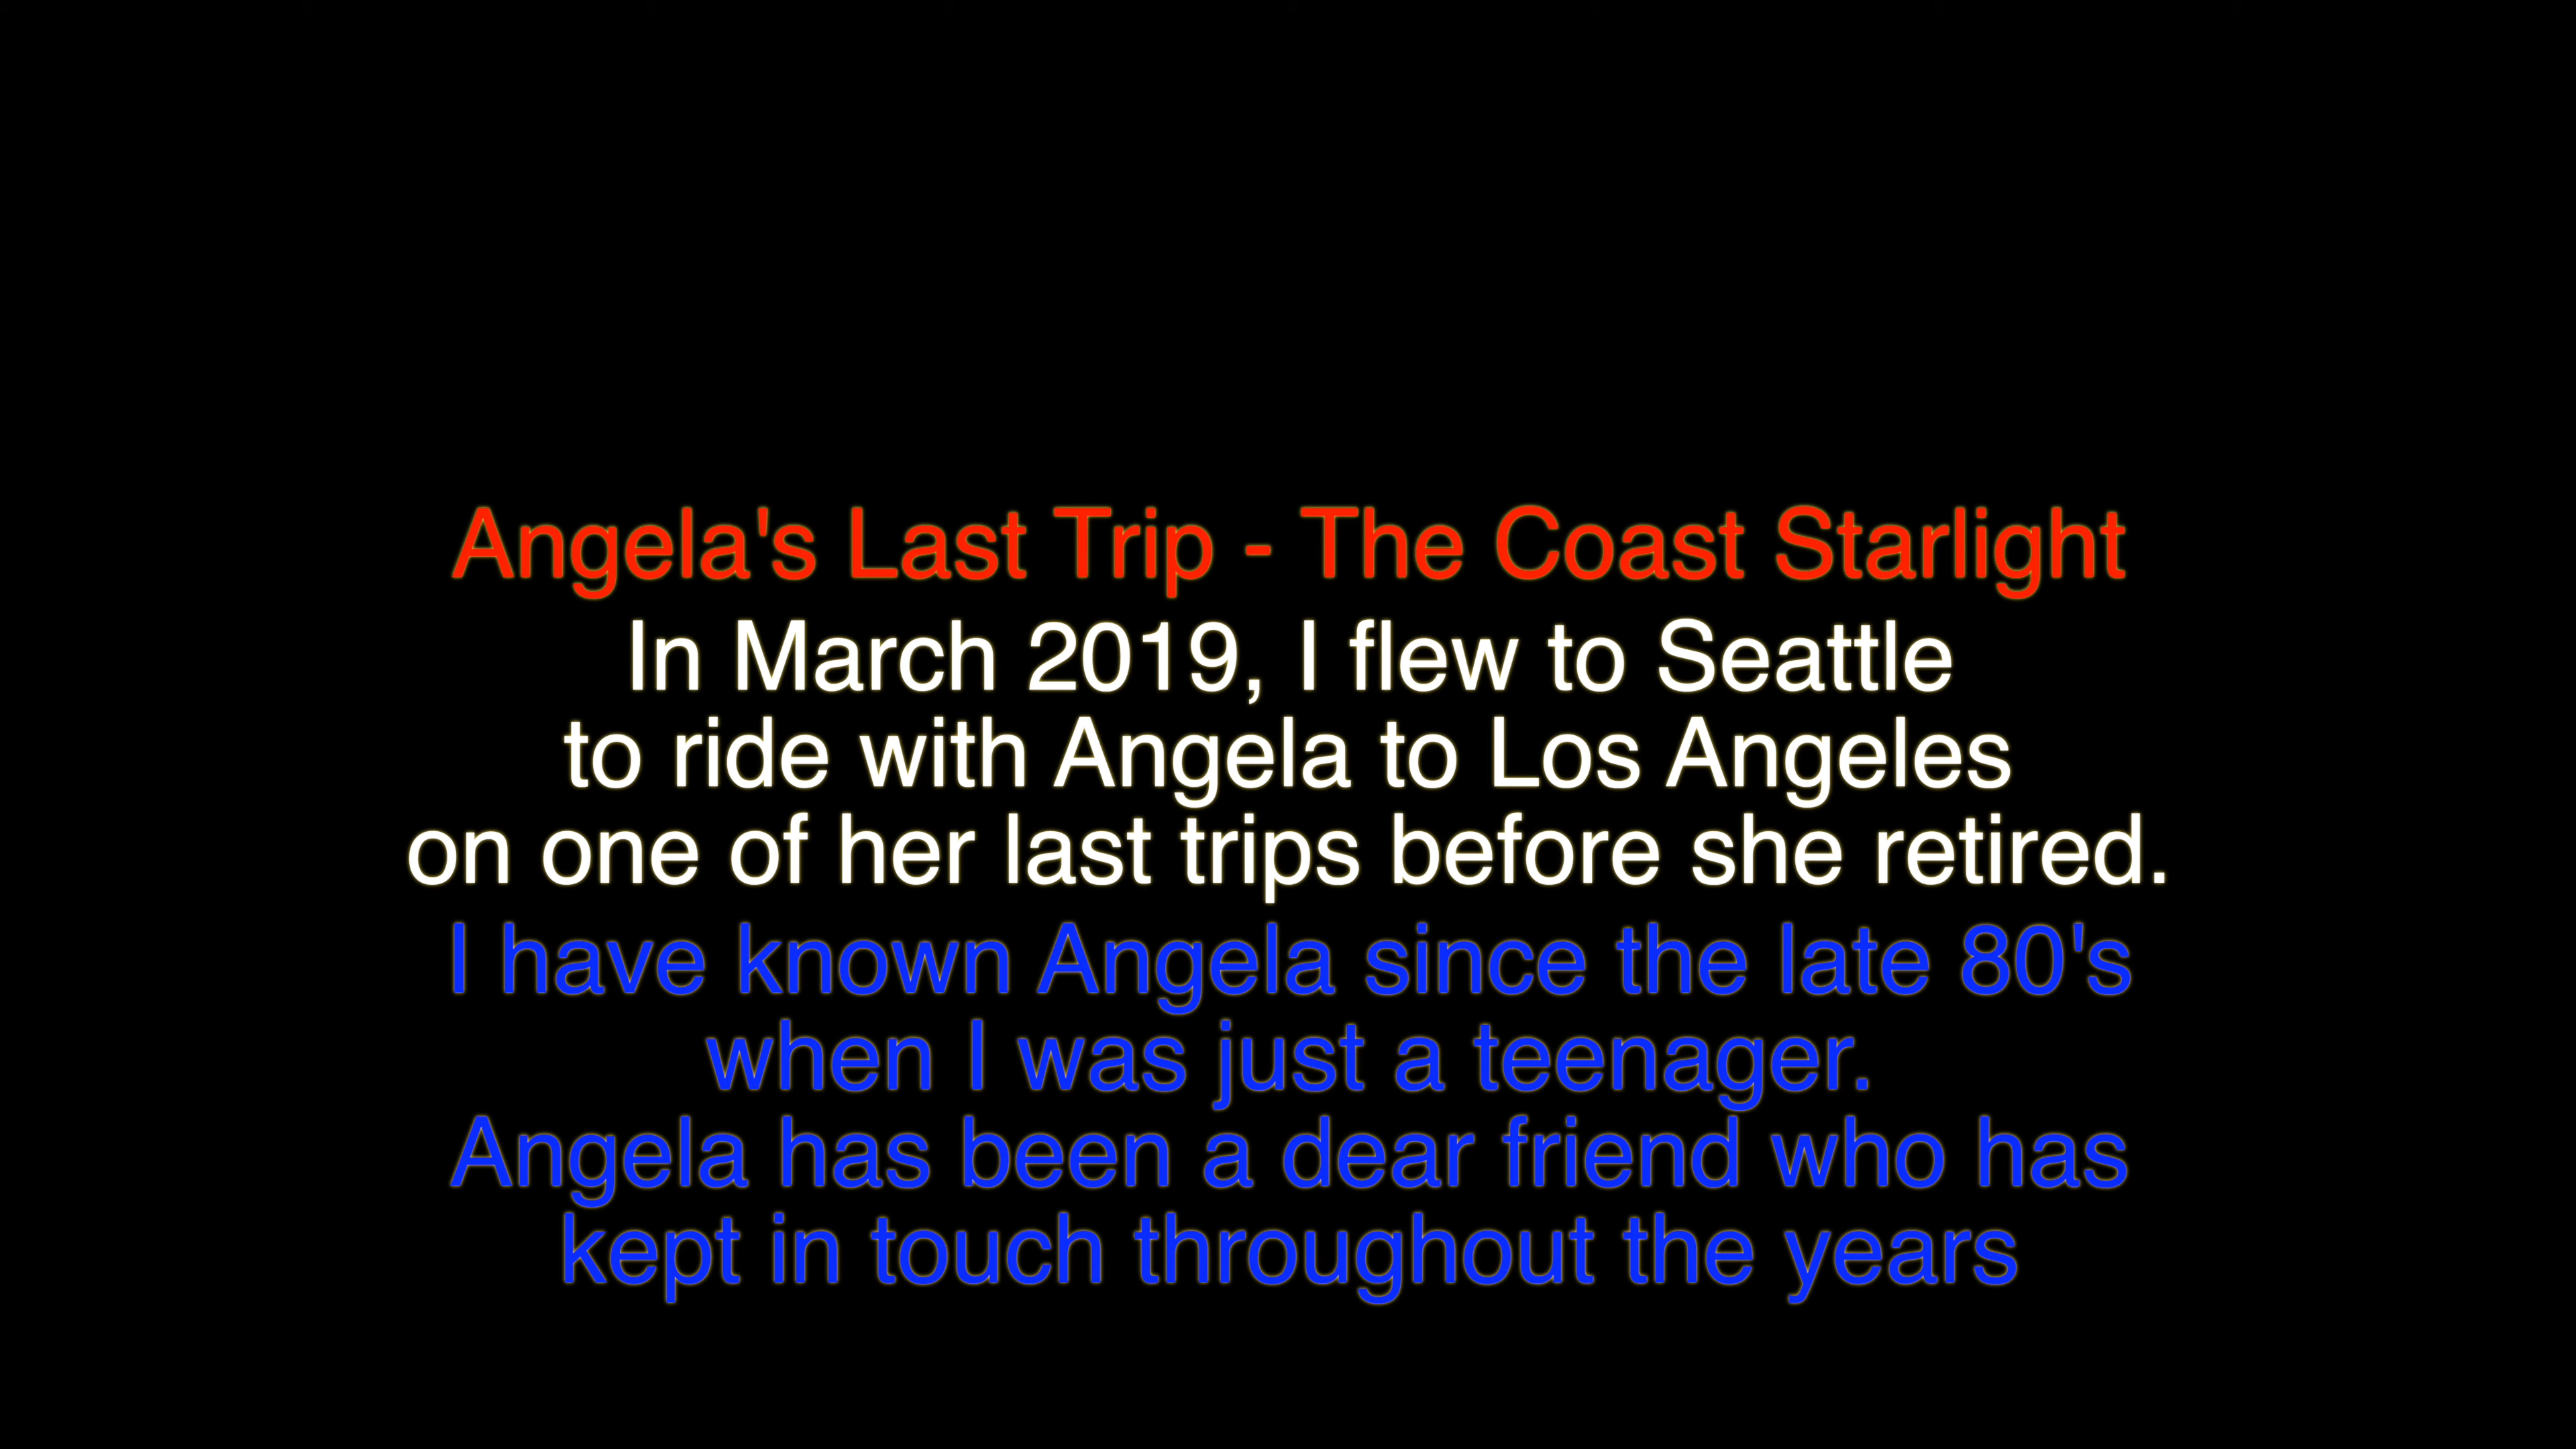 Angela's Last Trip - The Coast Starlight
In March 2019, I flew to Seattle
to ride with Angela to Los Angeles
on one of her last trips before she retired.
I have known Angela since the late 80's
when I was just a teenager.
Angela has been a dear friend who has
kept in touch throughout the years